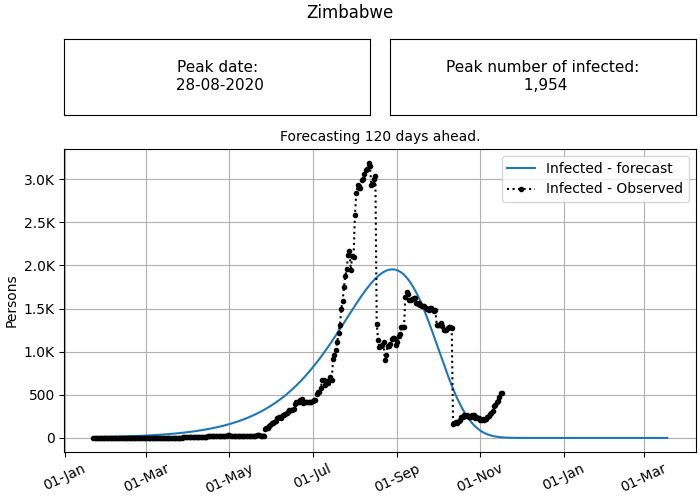 Zimbabwe
Peak date:
28-08-2020
Peak number of infected:
1,954
Forecasting 120 days ahead.
Infected - forecast
Infected - Observed
Persons
3.0K
2.5K
2.0K
1.5K
1.0K
500
0
01-Jan
01-Mar
01-May
01-Jul
01-Sep
01-Nov
01-Jan
01-Mar